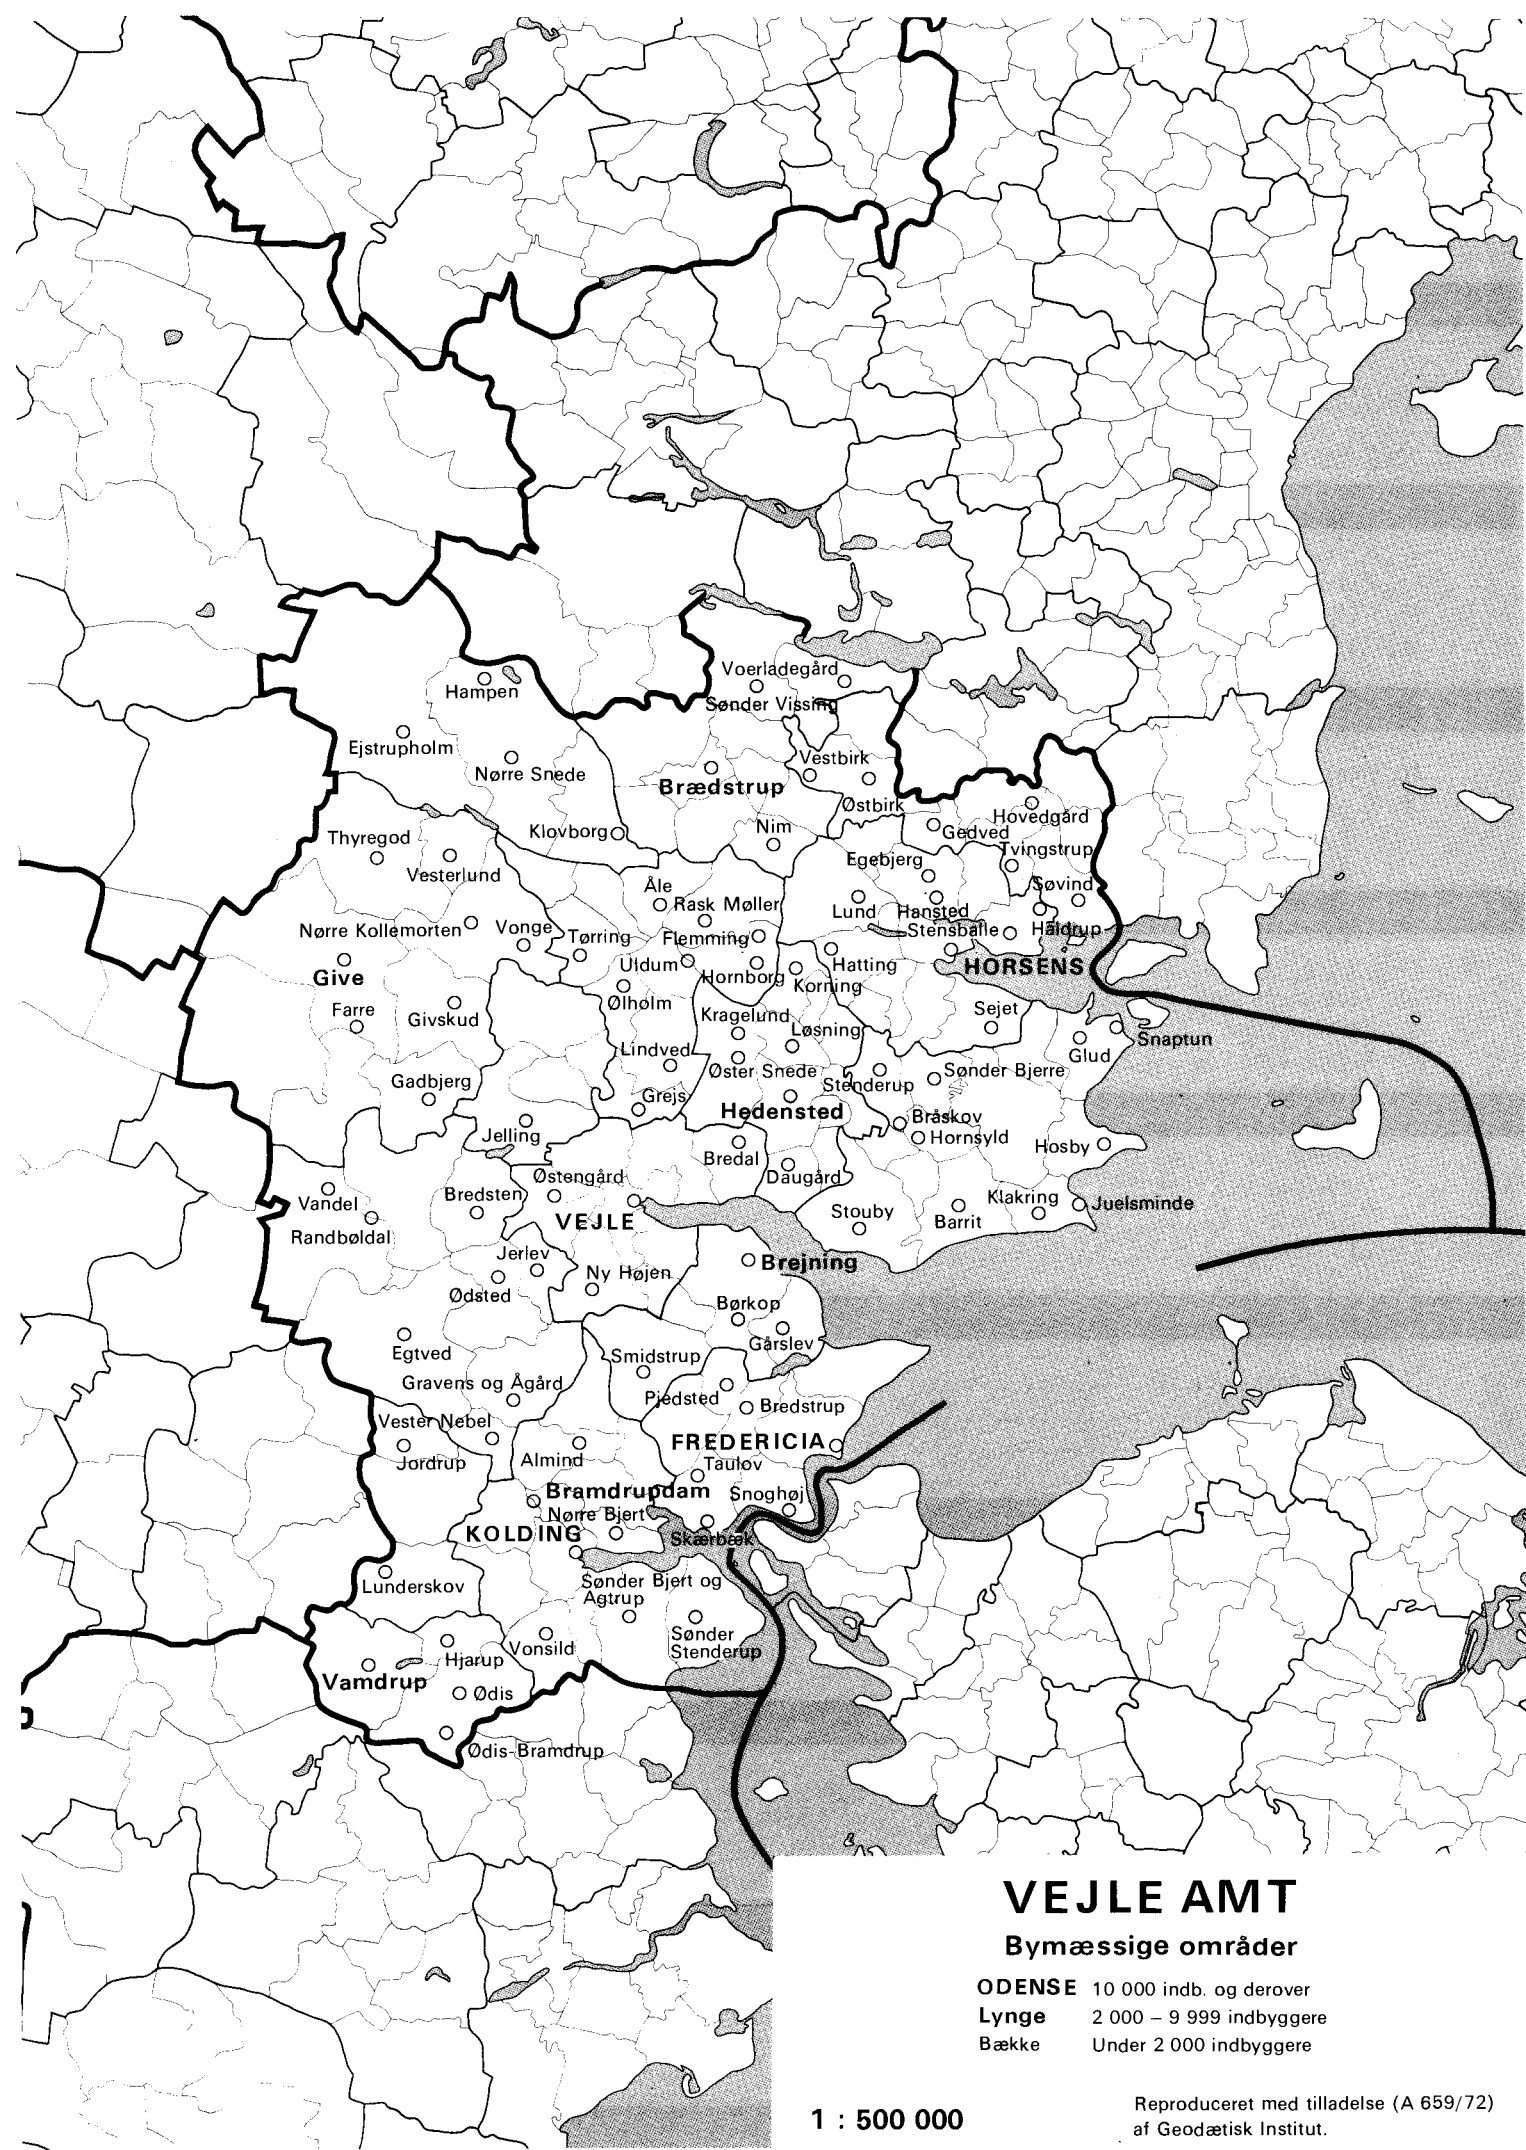 Voerladegård
Hampen
Sønder Vissing
Ejstrupholm
Vestbirk
Nørre Snede
Brædstrup
Østbirk
Hovedgård
Nim
Klovborg
Gedved
Thyregod
Tvingstrup
Egebjerg
Vesterlund
Åle
Søvind
Rask Mølle
Lund
Hansted
Nørre Kollemorten
Vonge
Tørring
Flemming
Stensballe
Haldrup
Uldum
Hatting
HORSENS
Give
Hornborg
Korning
Ølholm
Farre
Givskud
Kragelund
Sejet
Løsning
Snaptun
Lindved
Glud
Øster Snede
Sønder Bjerre
Gadbjerg
Stenderup
Grejs
Hedensted
Bråskov
Jelling
Hornsyld
Hosby
Bredal
Østengård
Daugård
Vandel
Bredsten
Klakring
Juelsminde
Stouby
VEJLE
Barrit
Randbøldal
Jerlev
Brejning
Ny Højen
Ødsted
Børkop
Gårslev
Egtved
Smidstrup
Gravens og Ågård
Pjedsted
Bredstrup
Vester Nebel
FREDERICIA
Jordrup
Almind
Taulov
Bramdrupdam
Snoghøj
Nørre Bjert
KOLDING
Skærbæk
Lunderskov
Sønder Bjert og
Agtrup
Sønder
Stenderup
Vonsild
Hjarup
Vamdrup
Ødis
Ødis-Bramdrup
VEJLE AMT
Bymæssige områder
ODENSE 10 000 indb. og derover
Lynge 2 000 – 9 999 indbyggere
Bække Under 2 000 indbyggere
1 : 500 000
Reproduceret med tilladelse (A 659/72)
af Geodætisk Institut.